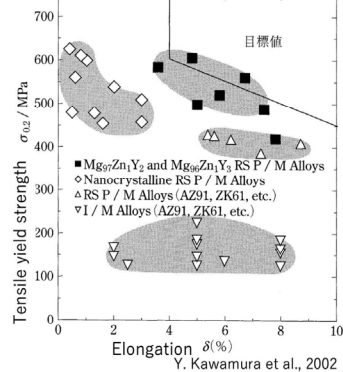 700
600
500
400
300
200
100
0
Tensile yield strength σ0.2 / MPa
目標値
■Mg97Zn1Y2 and Mg96Zn1Y3 RS P / M Alloys
◇Nanocrystalline RS P / M Alloys
△RS P / M Alloys (AZ91, ZK61, etc.)
▽I / M Alloys (AZ91, ZK61, etc.)
0 2 4 6 8 10
Elongation δ(%)
Y. Kawamura et al., 2002